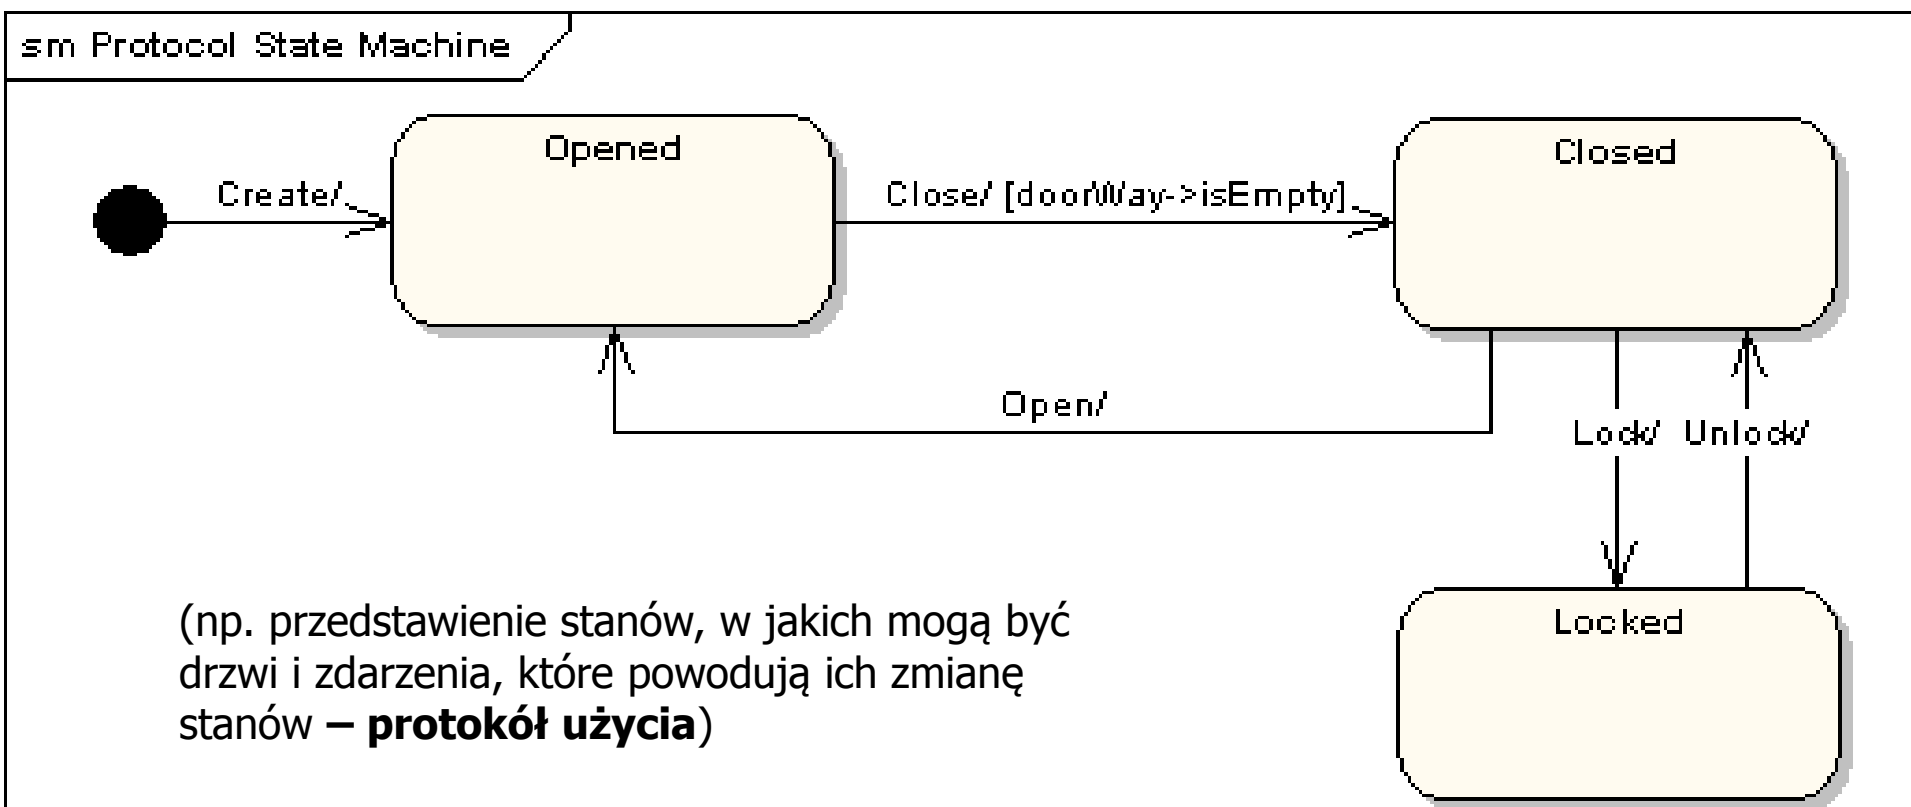 sm Protocol State Machine
Opened
Closed
Create/
Close/ [doorWay->isEmpty]
Open/
Lock/ Unlock/
Locked
(np. przedstawienie stanów, w jakich mogą być
drzwi i zdarzenia, które powodują ich zmianę
stanów – protokół użycia)